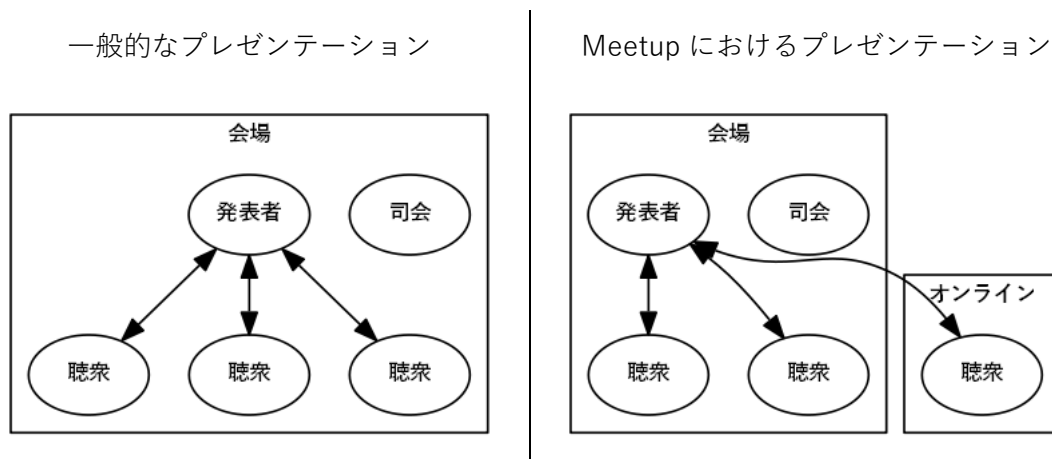 一般的なプレゼンテーション
会場
発表者
司会
聴衆
聴衆
聴衆
Meetup におけるプレゼンテーション
会場
発表者
司会
聴衆
聴衆
オンライン
聴衆